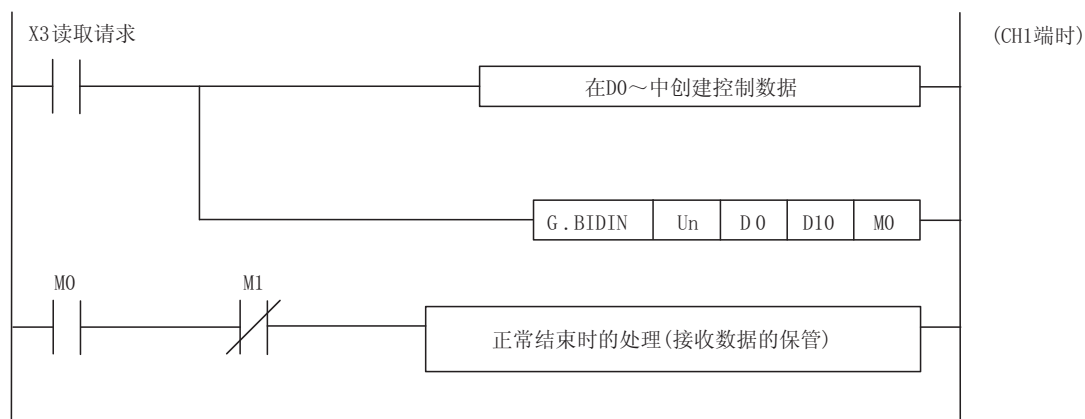 X3读取请求
(CH1端时)
在D0～中创建控制数据
G.BIDIN Un D0 D10 M0
M0 M1
正常结束时的处理(接收数据的保管)